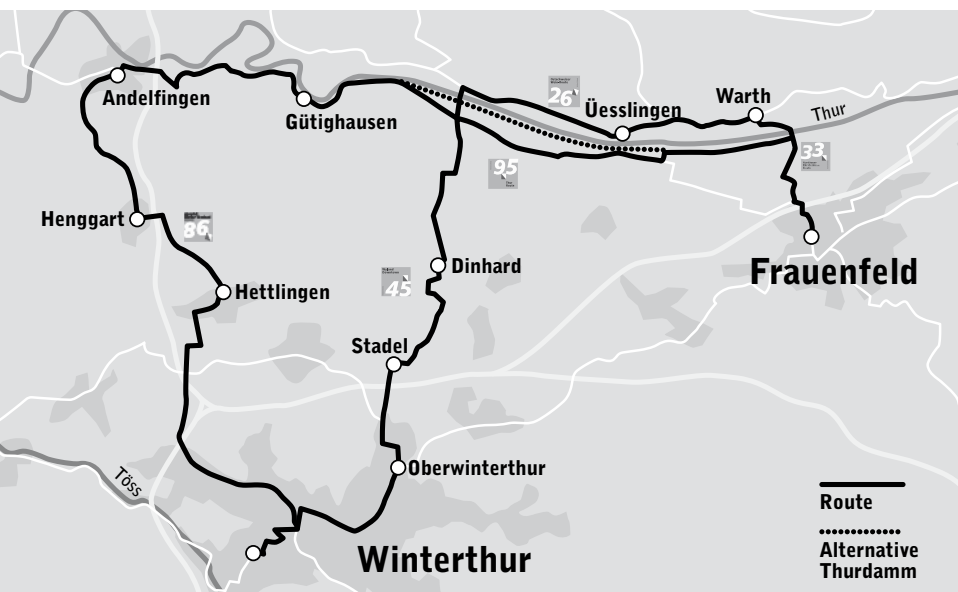 Andelfingen
Gütighausen
26
Üesslingen
Warth
Thur
33
95
Henggart
86
Hettlingen
Dinhard
45
Frauenfeld
Stadel
Oberwinterthur
Töss
Winterthur
Route
Alternative
Thurdamm